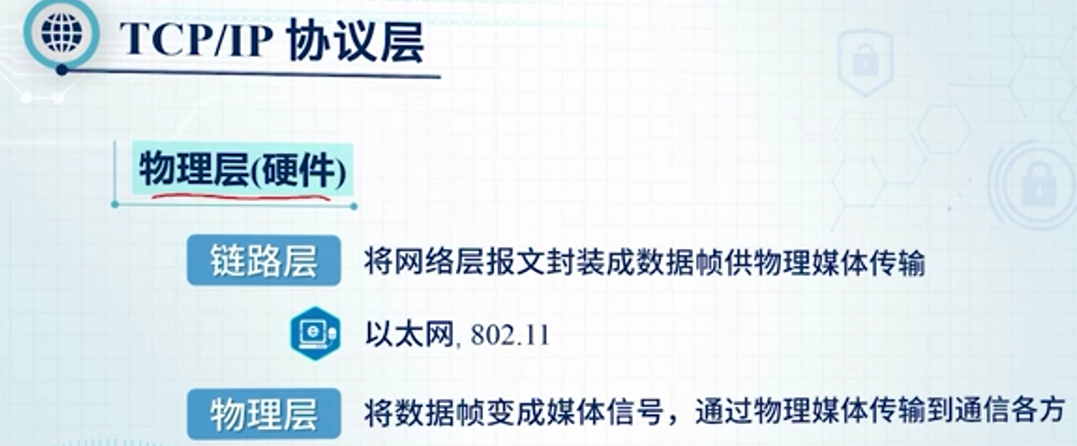 TCP/IP 协议层
物理层(硬件)
链路层 将网络层报文封装成数据帧供物理媒体传输
以太网, 802.11
物理层 将数据帧变成媒体信号，通过物理媒体传输到通信各方